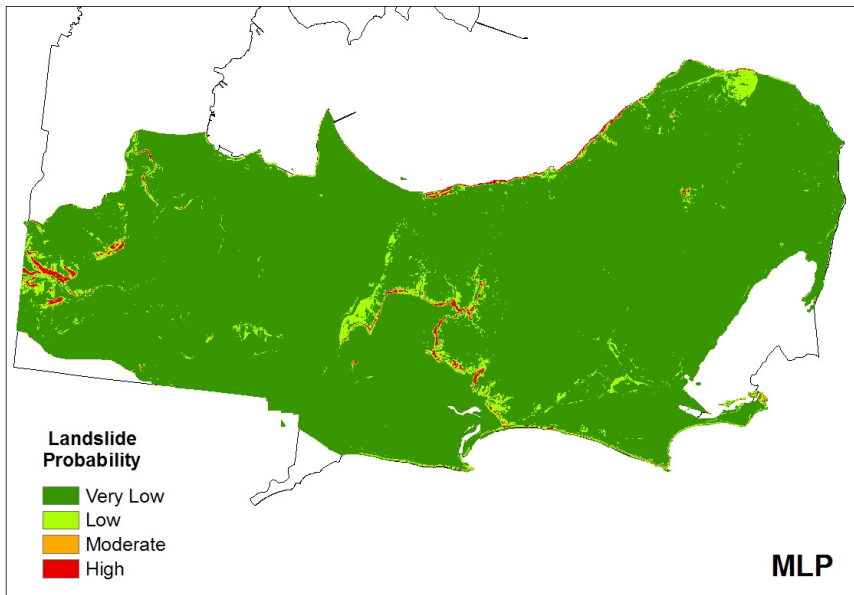 Landslide
Probability
Very Low
Low
Moderate
High
MLP